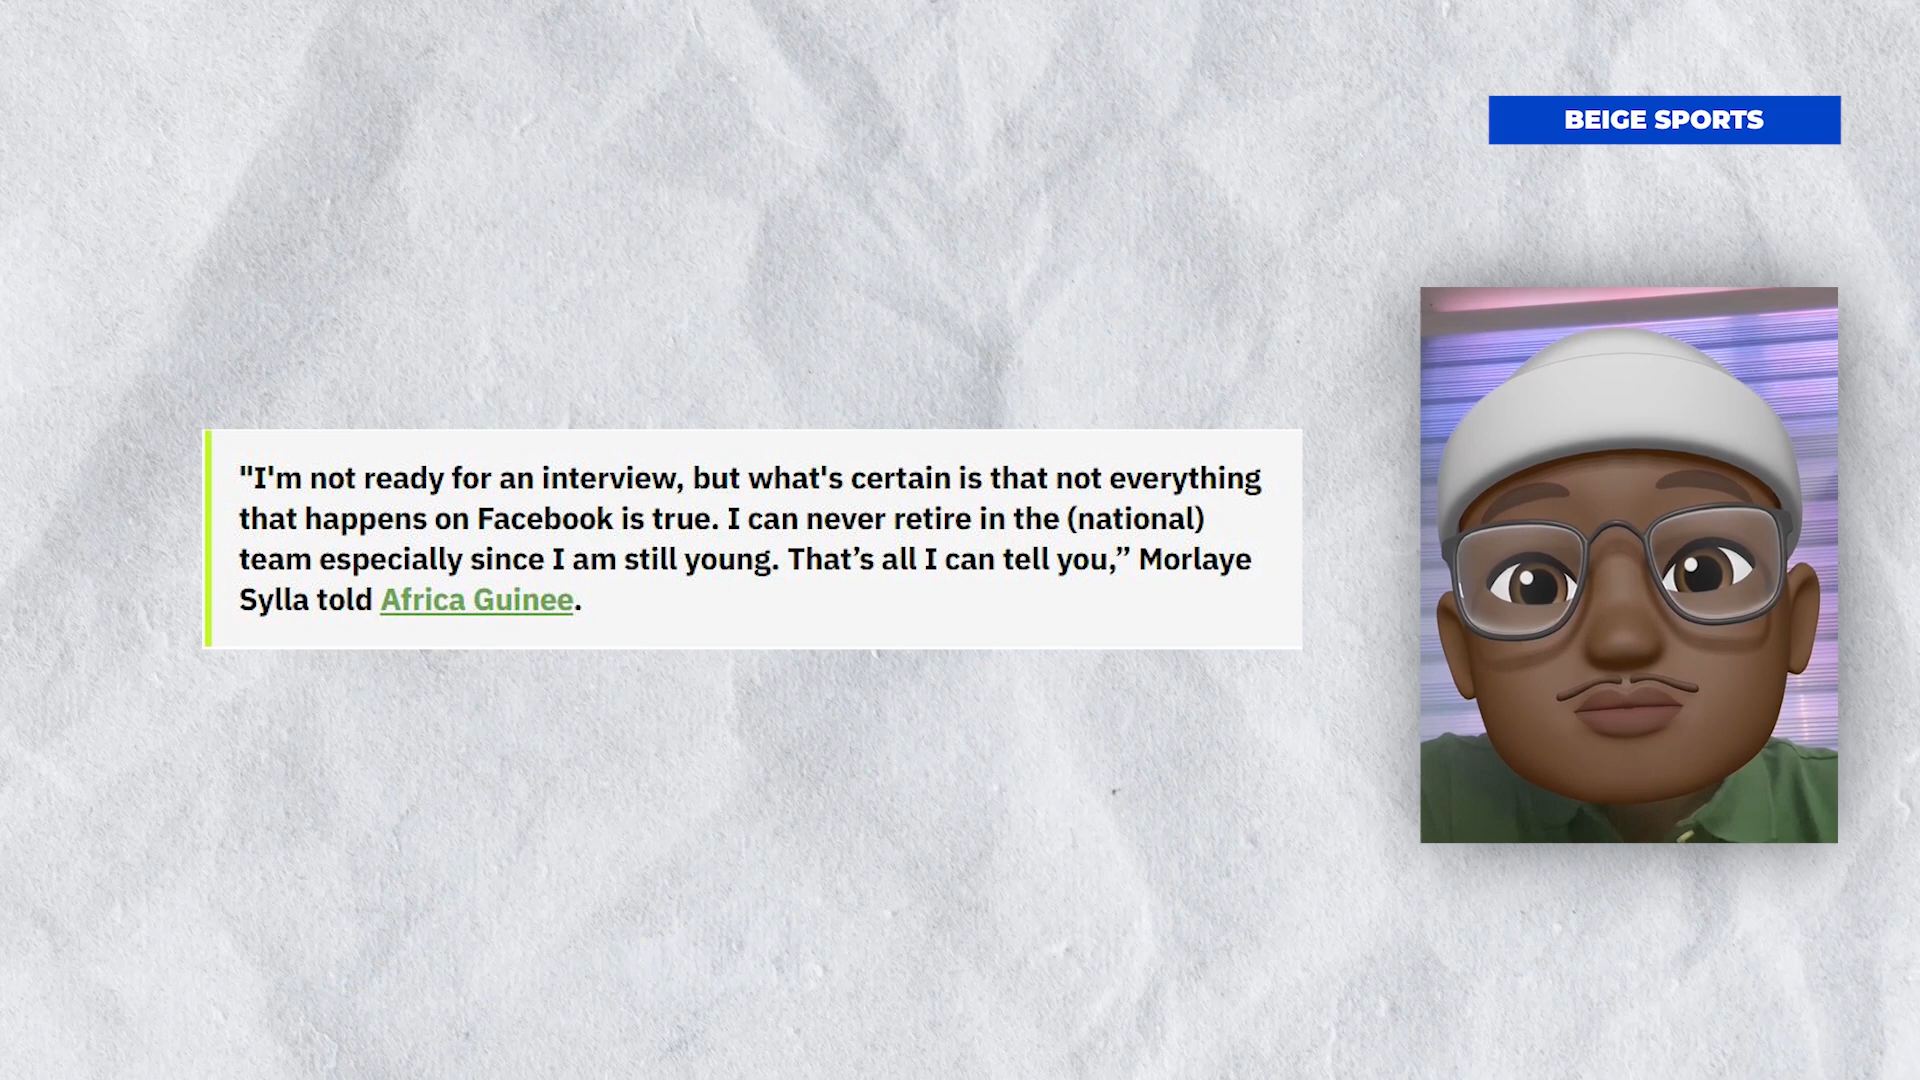 BEIGE SPORTS
"I'm not ready for an interview, but what's certain is that not everything
that happens on Facebook is true. I can never retire in the (national)
team especially since I am still young. That’s all I can tell you,” Morlaye
Sylla told Africa Guinee.